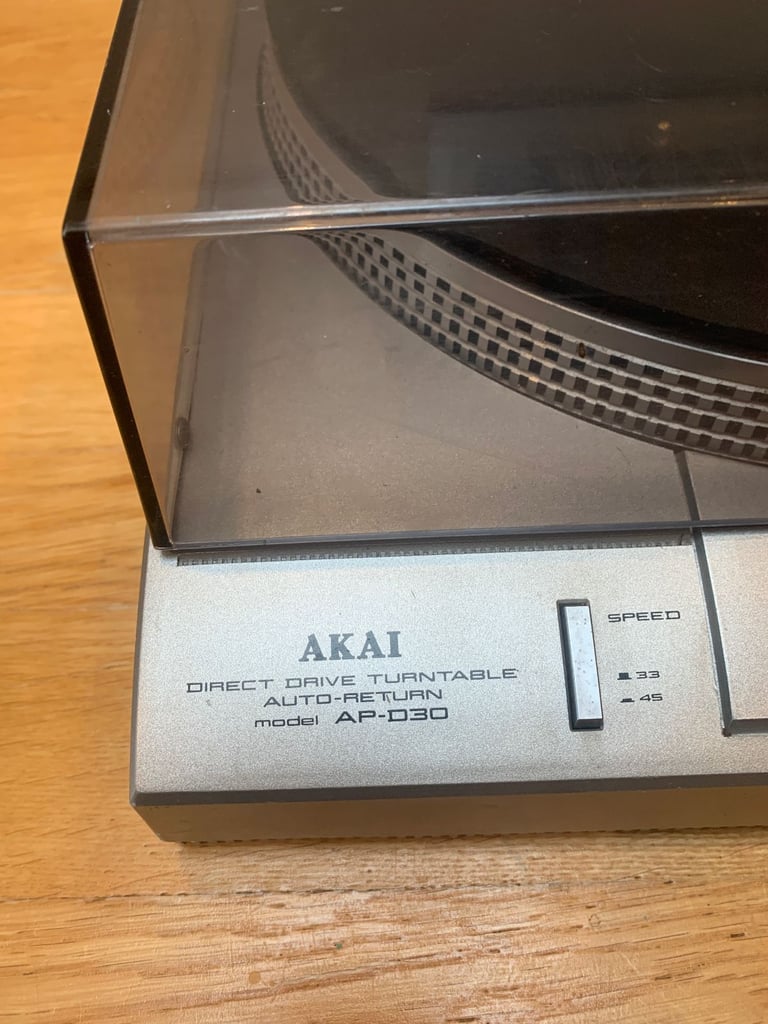 AKAI
DIRECT DRIVE TURNTABLE
AUTO-RETURN
model AP-D30
SPEED
33
45